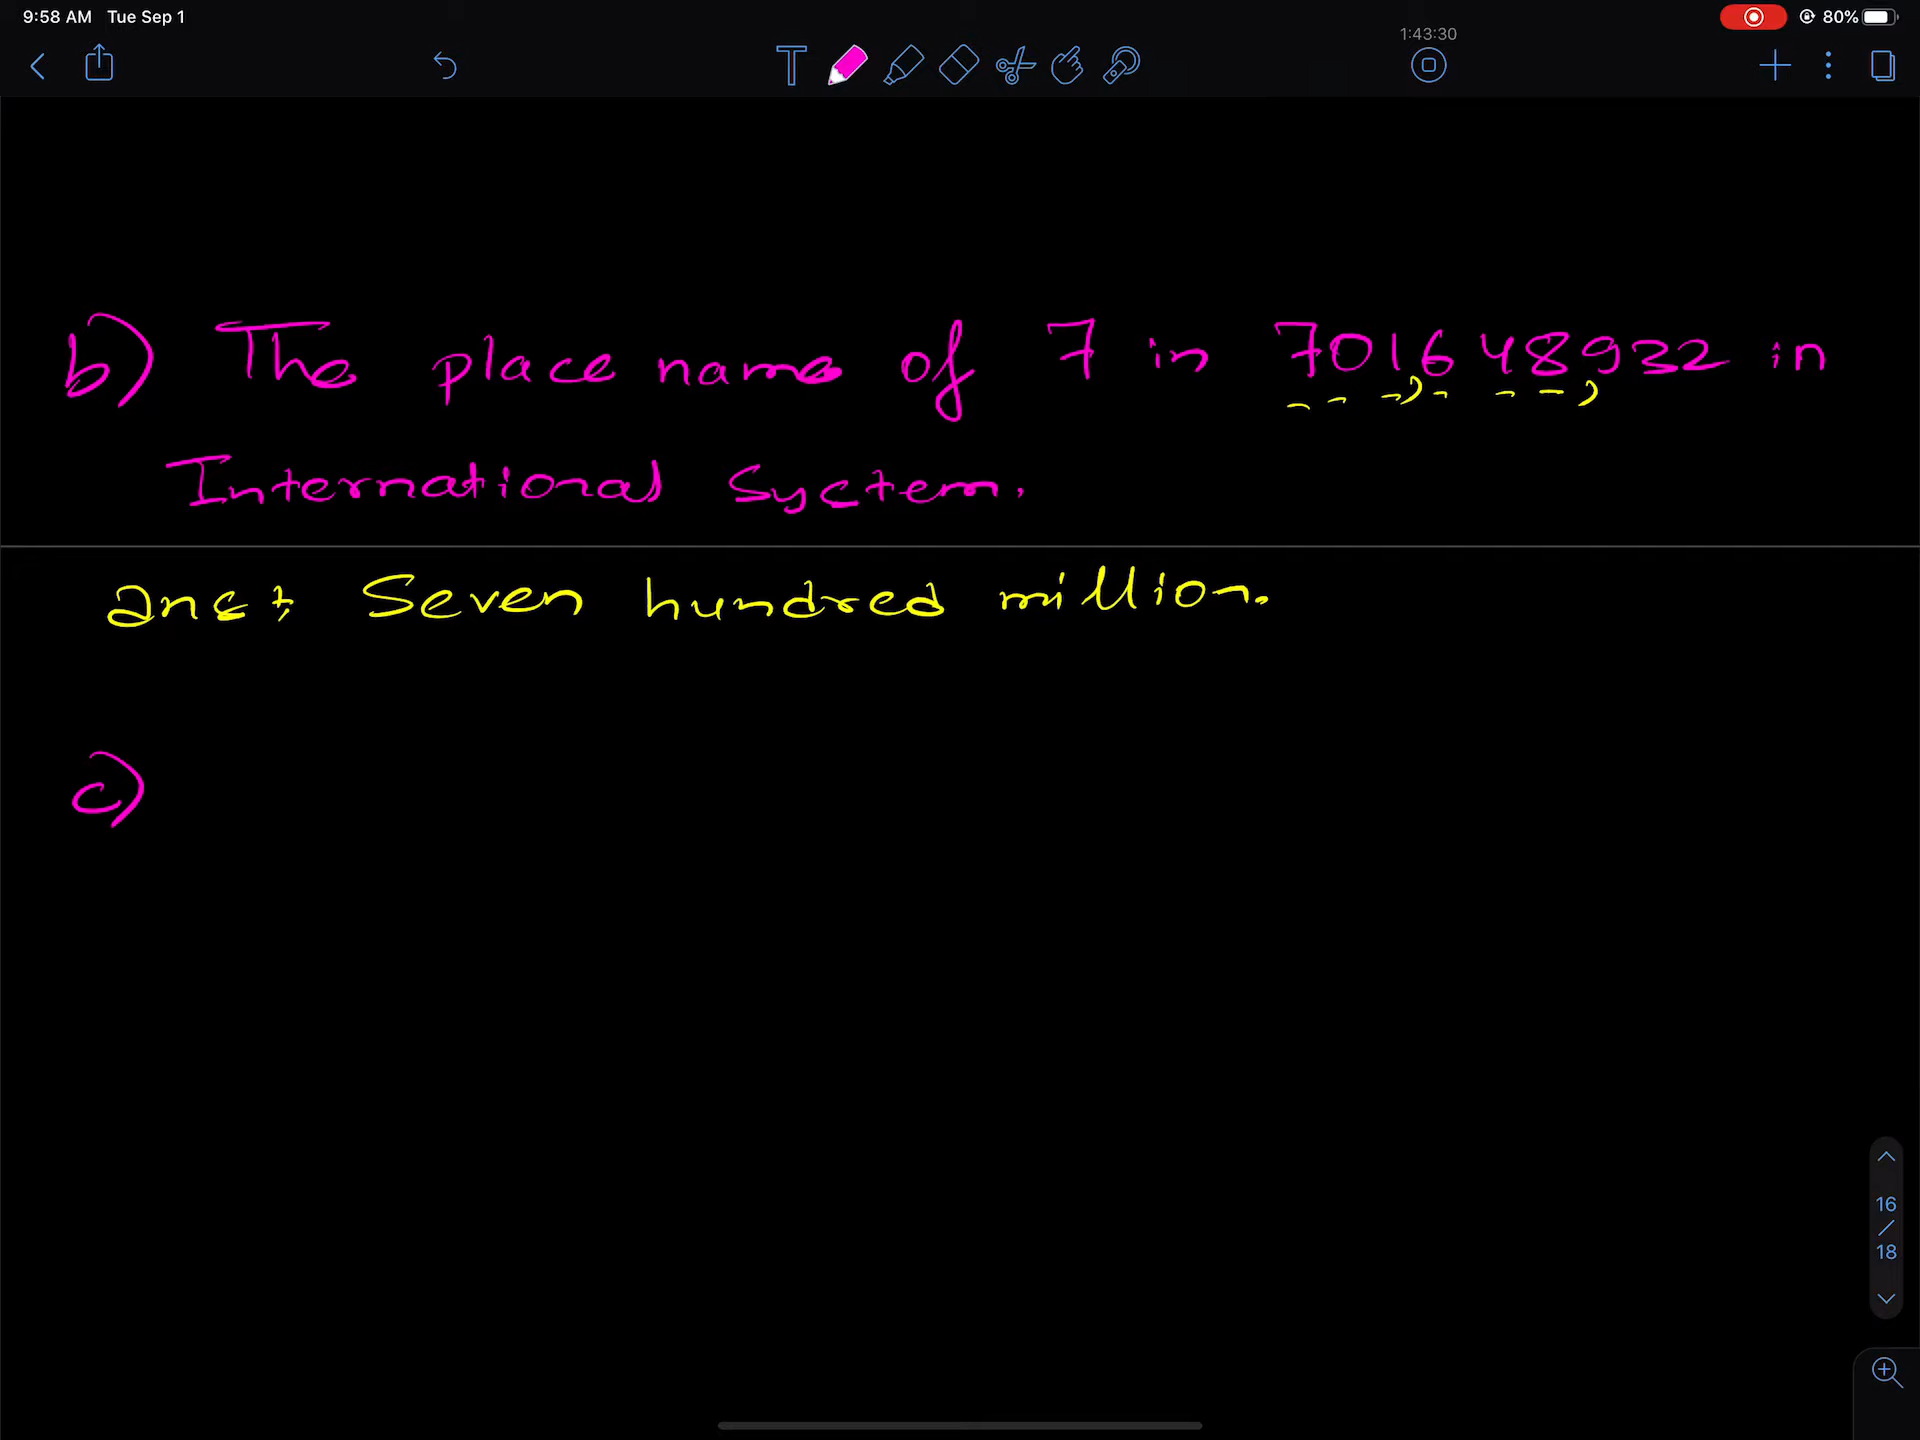 9:58 AM Tue Sep 1
80%
1:43:30
b) The place name of 7 in 701648932 in
International System.
ans: Seven hundred million.
c)
16
/
18